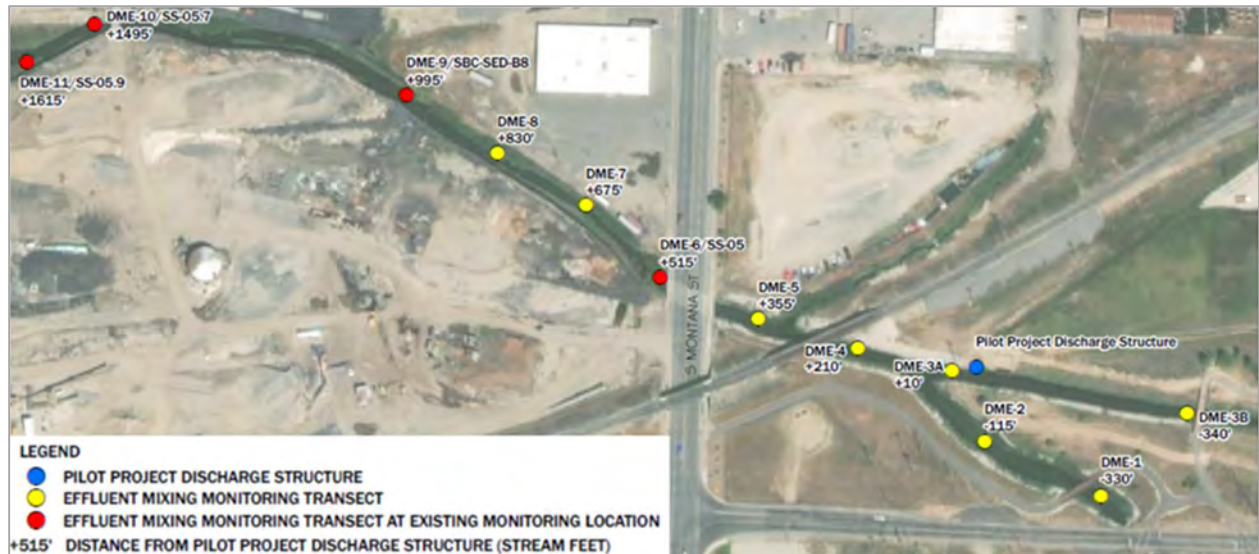 DME-10/SS-05.7
+1495'
DME-11/SS-05.9
+1615'
DME-9/SBC-SED-B8
+995'
DME-8
+830'
DME-7
+675'
DME-6/SS-05
+515'
S MONTANA ST
DME-5
+355'
DME-4
+210'
Pilot Project Discharge Structure
DME-3A
+10'
DME-2
-115'
DME-3B
-340'
DME-1
-330'
LEGEND
PILOT PROJECT DISCHARGE STRUCTURE
EFFLUENT MIXING MONITORING TRANSECT
EFFLUENT MIXING MONITORING TRANSECT AT EXISTING MONITORING LOCATION
+515' DISTANCE FROM PILOT PROJECT DISCHARGE STRUCTURE (STREAM FEET)